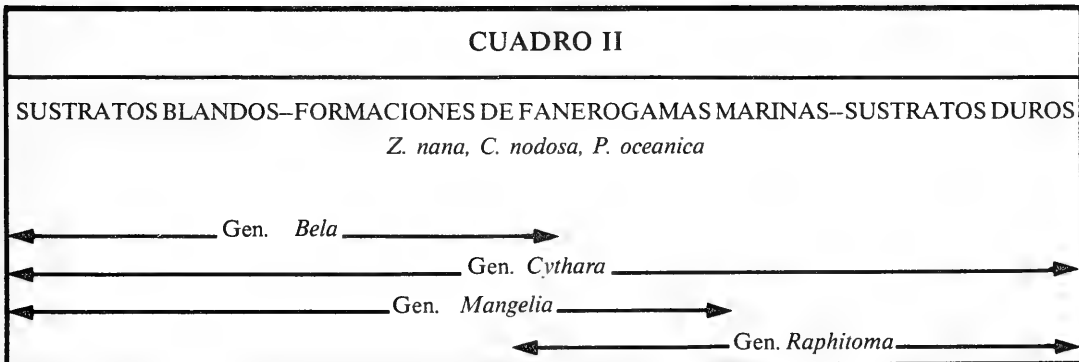 CUADRO II
SUSTRATOS BLANDOS–FORMACIONES DE FANEROGAMAS MARINAS–SUSTRATOS DUROS
Z. nana, C. nodosa, P. oceanica
Gen. Bela
Gen. Cythara
Gen. Mangelia
Gen. Raphitoma